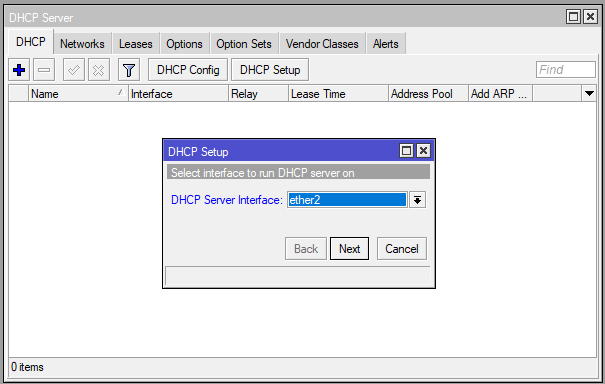 DHCP Server
DHCP Networks Leases Options Option Sets Vendor Classes Alerts
DHCP Config DHCP Setup Find
Name Interface Relay Lease Time Address Pool Add ARP ...
DHCP Setup
Select interface to run DHCP server on
DHCP Server Interface: ether2
Back Next Cancel
0 items